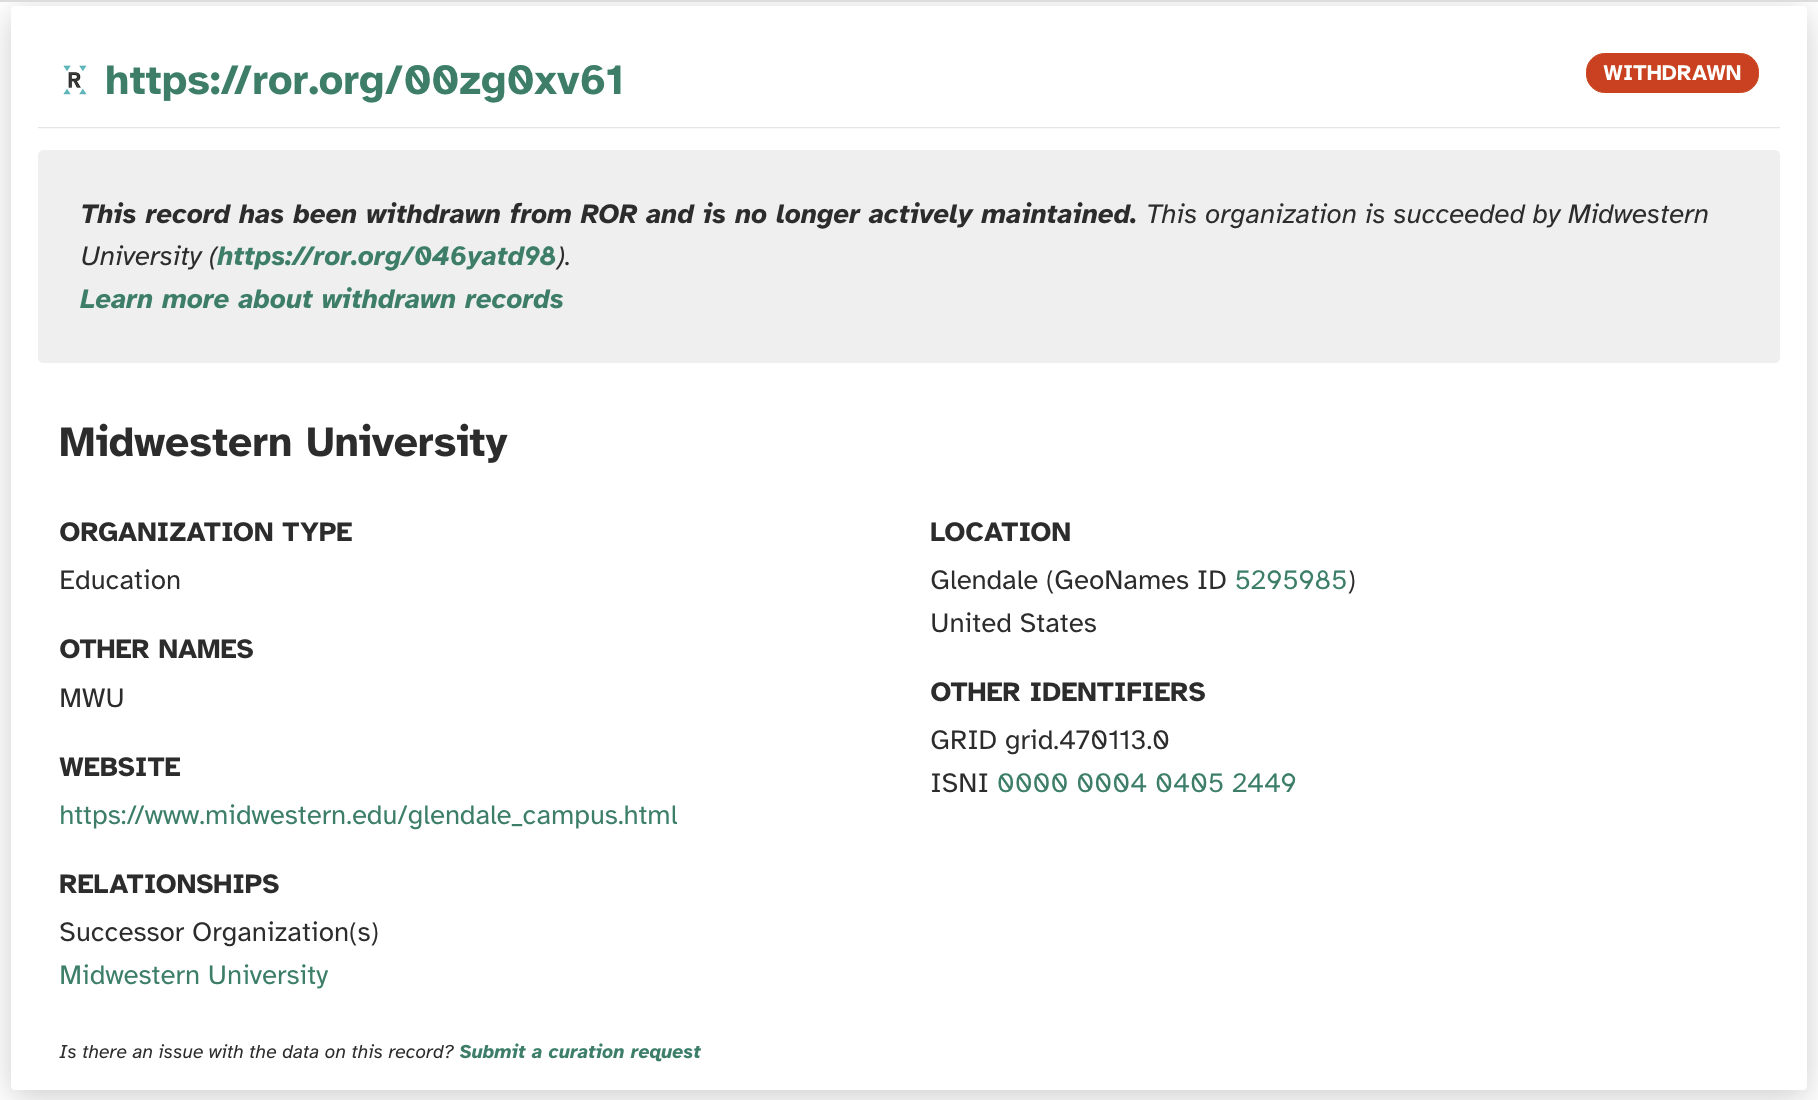 R https://ror.org/00zg0xv61
WITHDRAWN
This record has been withdrawn from ROR and is no longer actively maintained. This organization is succeeded by Midwestern
University (https://ror.org/046yatd98).
Learn more about withdrawn records
Midwestern University
ORGANIZATION TYPE
Education
OTHER NAMES
MWU
WEBSITE
https://www.midwestern.edu/glendale_campus.html
RELATIONSHIPS
Successor Organization(s)
Midwestern University
LOCATION
Glendale (GeoNames ID 5295985)
United States
OTHER IDENTIFIERS
GRID grid.470113.0
ISNI 0000 0004 0405 2449
Is there an issue with the data on this record? Submit a curation request